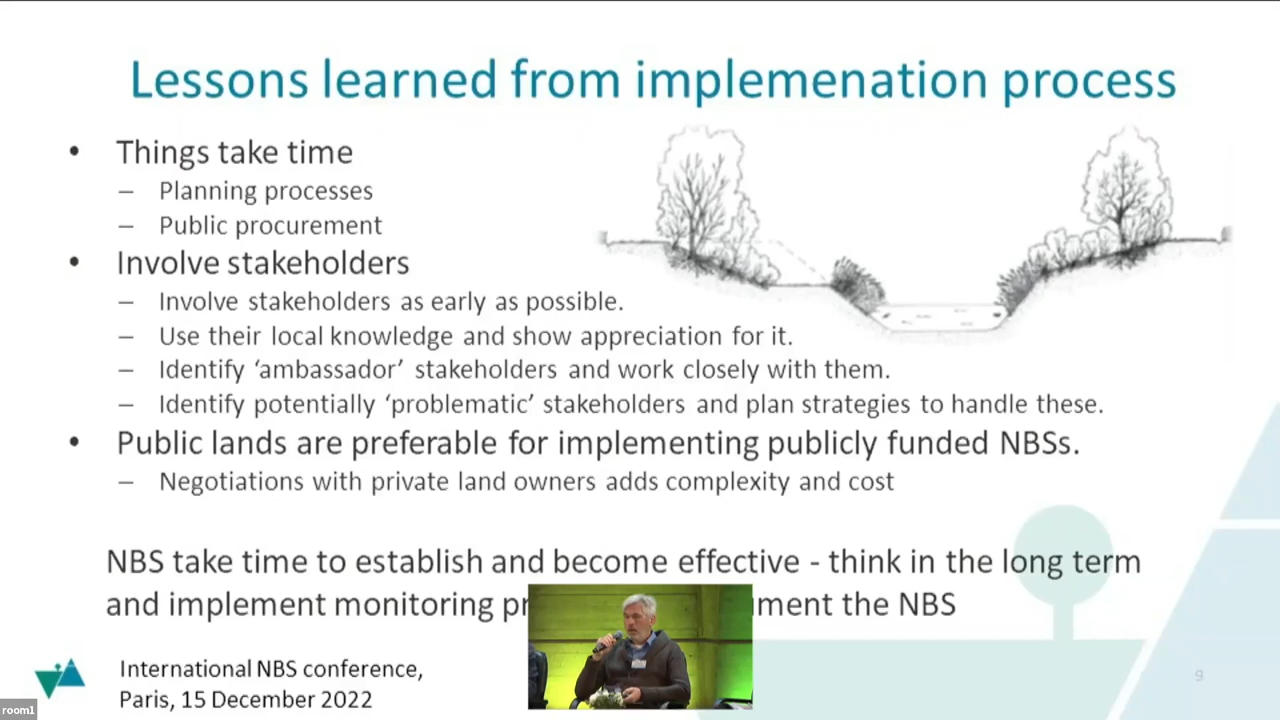 Lessons learned from implemenation process
• Things take time
– Planning processes
– Public procurement
• Involve stakeholders
– Involve stakeholders as early as possible.
– Use their local knowledge and show appreciation for it.
– Identify ‘ambassador’ stakeholders and work closely with them.
– Identify potentially ‘problematic’ stakeholders and plan strategies to handle these.
• Public lands are preferable for implementing publicly funded NBSs.
– Negotiations with private land owners adds complexity and cost
NBS take time to establish and become effective - think in the long term
and implement monitoring the NBS
International NBS conference,
Paris, 15 December 2022
9
room1